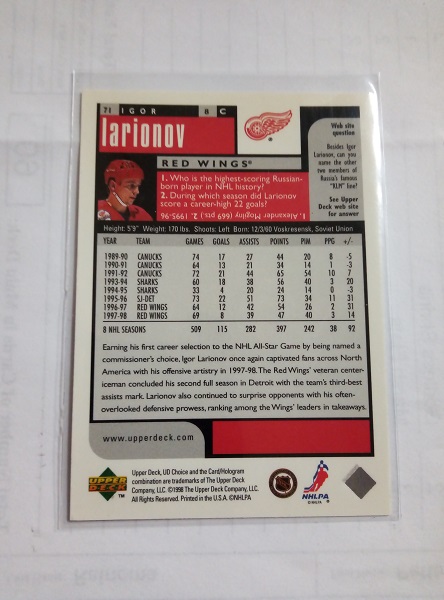 71 IGOR 8 C
larionov
RED WINGS®
1. Who is the highest-scoring Russian-
born player in NHL history?
2. During which season did Larionov
score a career-high 22 goals?
1. Alexander Mogilny (669 pts.) 2. 1995-96
Web site
question
Besides Igor
Larionov, can you
name the other
two members of
Russia's famous
"KLM" line?
See Upper
Deck web site
for answer
Height: 5'9" Weight: 170 lbs. Shoots: Left Born: 12/3/60 Voskresensk, Soviet Union
YEAR TEAM GAMES GOALS ASSISTS POINTS PIM PPG +/-
1989-90 CANUCKS 74 17 27 44 20 8 -5
1990-91 CANUCKS 64 13 21 34 14 1 -3
1991-92 CANUCKS 72 21 44 65 54 10 7
1993-94 SHARKS 60 18 38 56 40 3 20
1994-95 SHARKS 33 4 20 24 14 0 -3
1995-96 SJ-DET 73 22 51 73 34 11 31
1996-97 RED WINGS 64 12 42 54 26 2 31
1997-98 RED WINGS 69 8 39 47 40 3 14
8 NHL SEASONS 509 115 282 397 242 38 92
Earning his first career selection to the NHL All-Star Game by being named a
commissioner's choice, Igor Larionov once again captivated fans across North
America with his offensive artistry in 1997-98. The Red Wings' veteran center-
iceman concluded his second full season in Detroit with the team's third-best
assists mark. Larionov also continued to surprise opponents with his often-
overlooked defensive prowess, ranking among the Wings' leaders in takeaways.
www.upperdeck.com
UPPER
DECK
TM
Upper Deck, UD Choice and the Card/Hologram
combination are trademarks of The Upper Deck
Company, LLC. ©1998 The Upper Deck Company, LLC.
All Rights Reserved. Printed in the U.S.A. ©NHLPA
NHL
NHLPA
©NHLPA